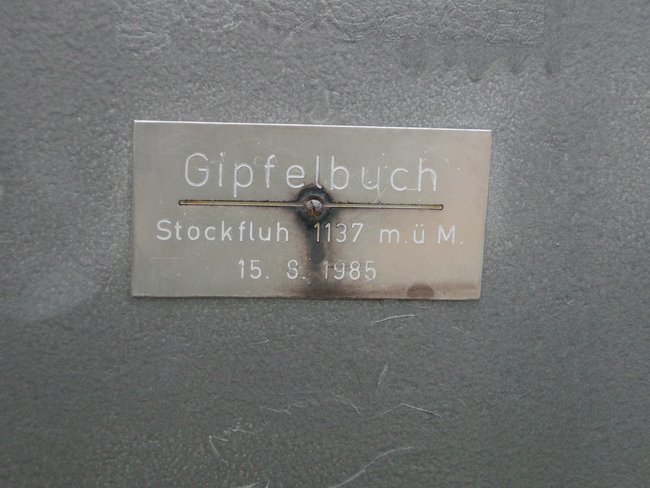 Gipfelbuch
Stockfluh 1137 m.ü M.
15. 8. 1985